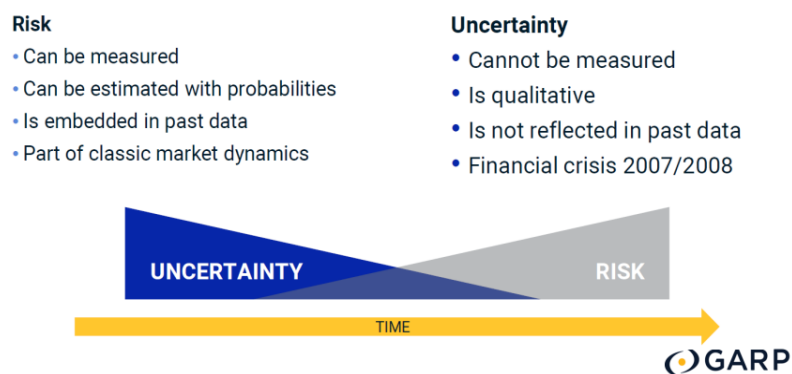 Risk
• Can be measured
• Can be estimated with probabilities
• Is embedded in past data
• Part of classic market dynamics
Uncertainty
• Cannot be measured
• Is qualitative
• Is not reflected in past data
• Financial crisis 2007/2008
UNCERTAINTY
RISK
TIME
GARP